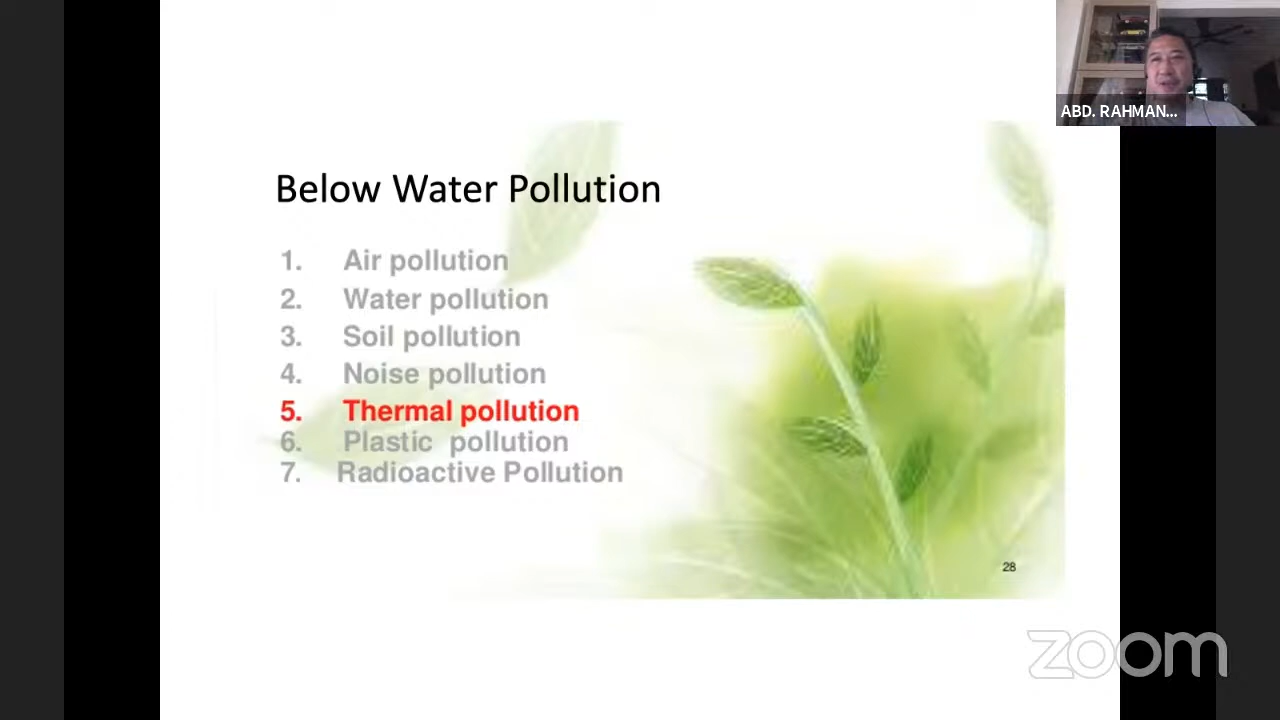 ABD. RAHMAN...
Below Water Pollution
1. Air pollution
2. Water pollution
3. Soil pollution
4. Noise pollution
5. Thermal pollution
6. Plastic pollution
7. Radioactive Pollution
28
zoom